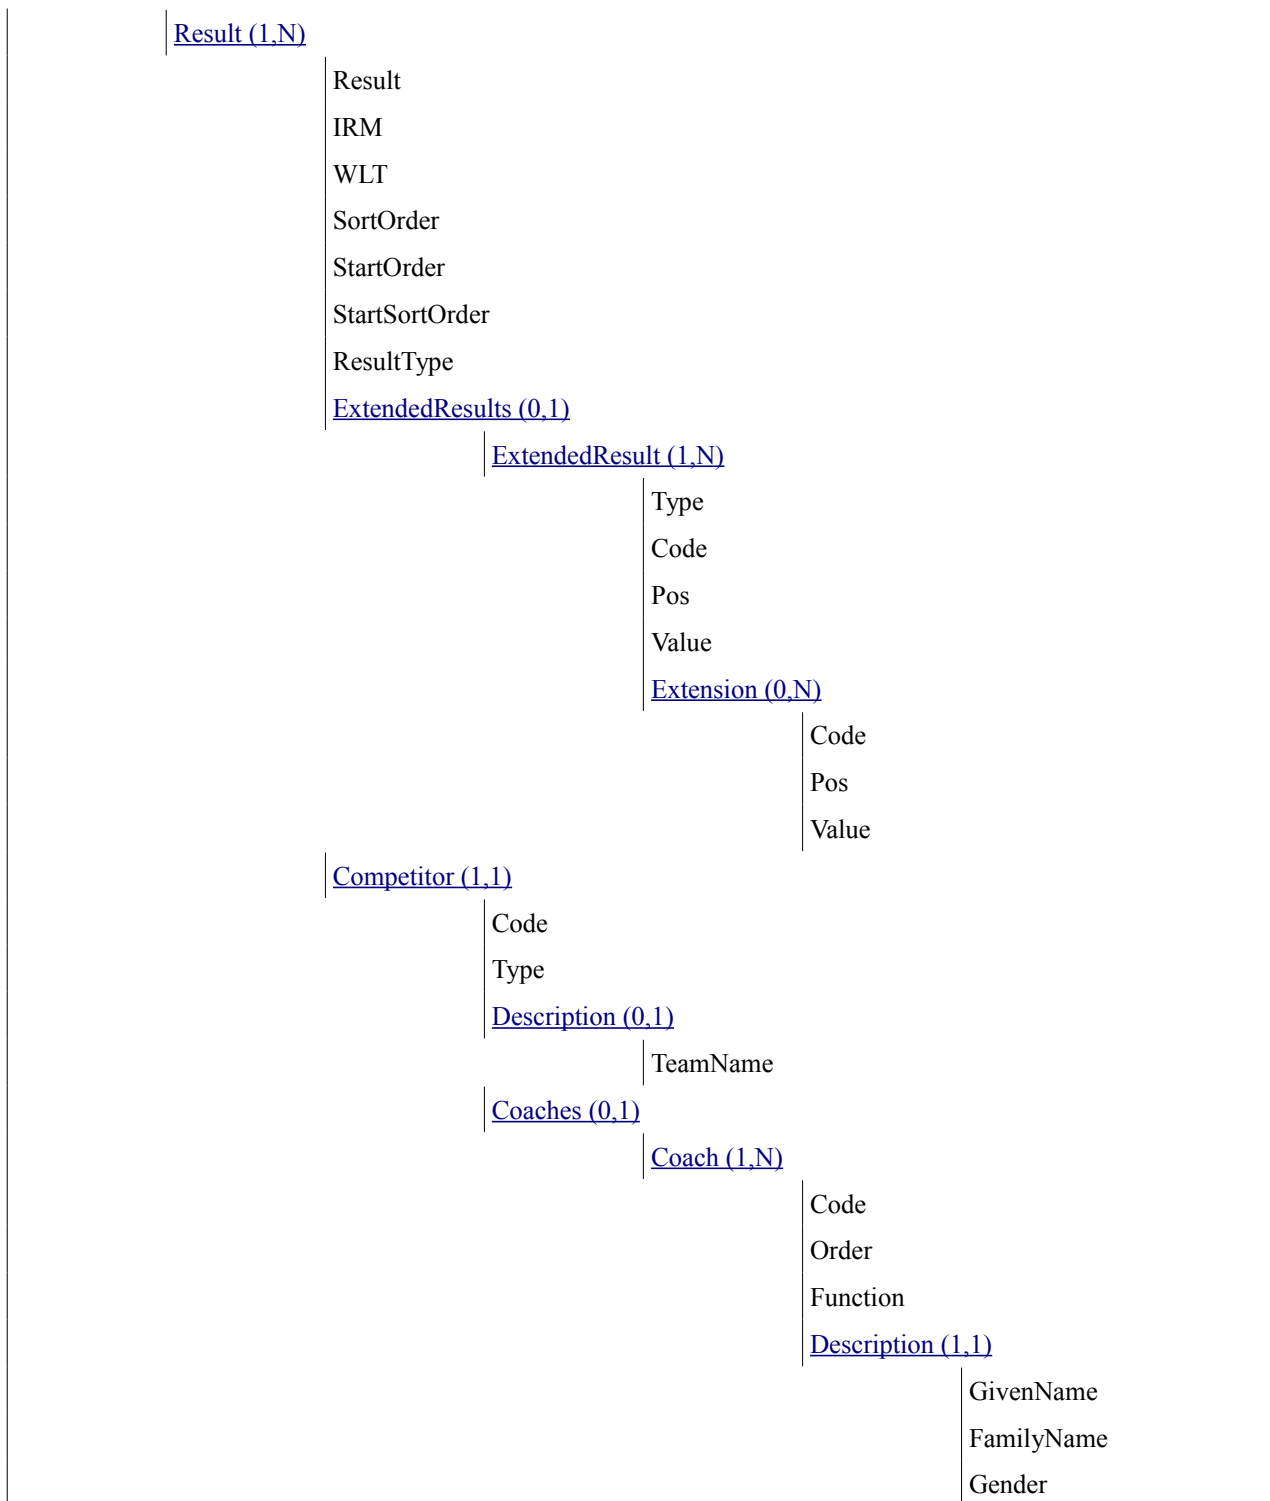 Result (1,N)
Result
IRM
WLT
SortOrder
StartOrder
StartSortOrder
ResultType
ExtendedResults (0,1)
ExtendedResult (1,N)
Type
Code
Pos
Value
Extension (0,N)
Code
Pos
Value
Competitor (1,1)
Code
Type
Description (0,1)
TeamName
Coaches (0,1)
Coach (1,N)
Code
Order
Function
Description (1,1)
GivenName
FamilyName
Gender